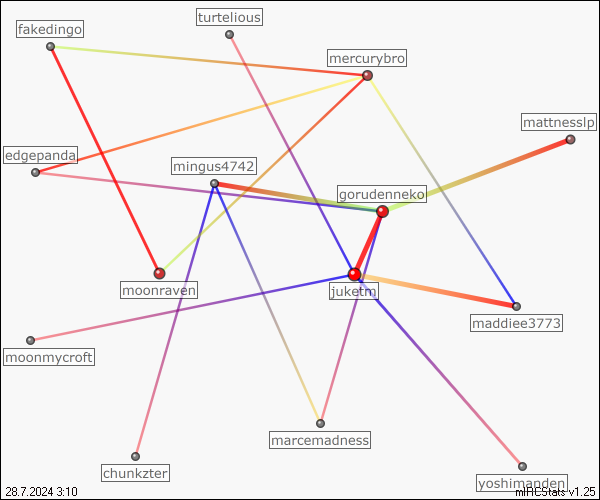 turtelious
fakedingo
mercurybro
mattnesslp
edgepanda
mingus4742
gorudenneko
moonraven
juketm
maddiee3773
moonmycroft
marcemadness
chunkzter
yoshimanden
28.7.2024 3:10
mIRCStats v1.25